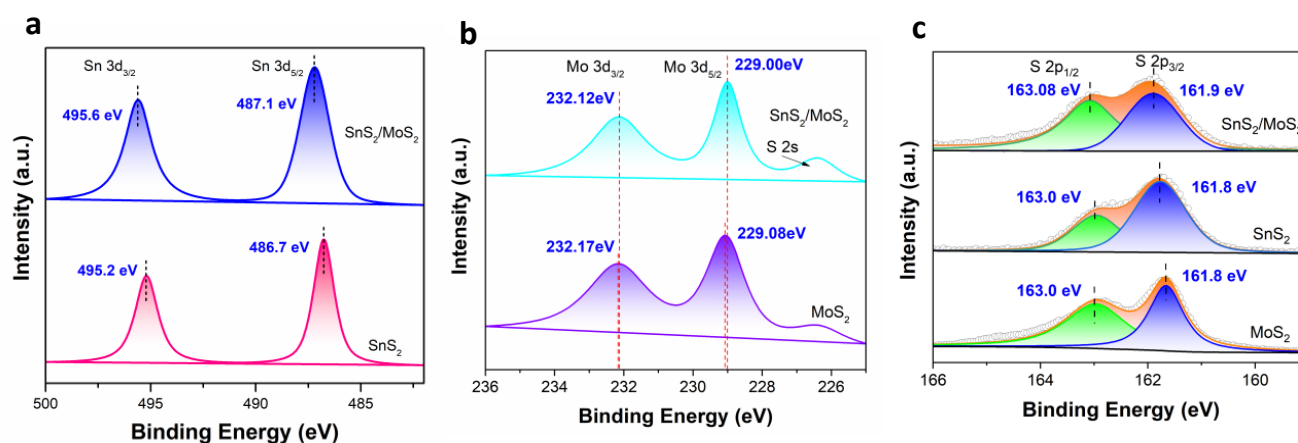 a
Sn 3d3/2
Sn 3d5/2
495.6 eV
487.1 eV
SnS2/MoS2
495.2 eV
486.7 eV
SnS2
Intensity (a.u.)
500 495 490 485
Binding Energy (eV)
b
Mo 3d3/2
Mo 3d5/2
229.00eV
232.12eV
SnS2/MoS2
S 2s
232.17eV
229.08eV
MoS2
Intensity (a.u.)
236 234 232 230 228 226
Binding Energy (eV)
c
S 2p1/2
S 2p3/2
163.08 eV
161.9 eV
SnS2/MoS2
163.0 eV
161.8 eV
SnS2
163.0 eV
161.8 eV
MoS2
Intensity (a.u.)
166 164 162 160
Binding Energy (eV)